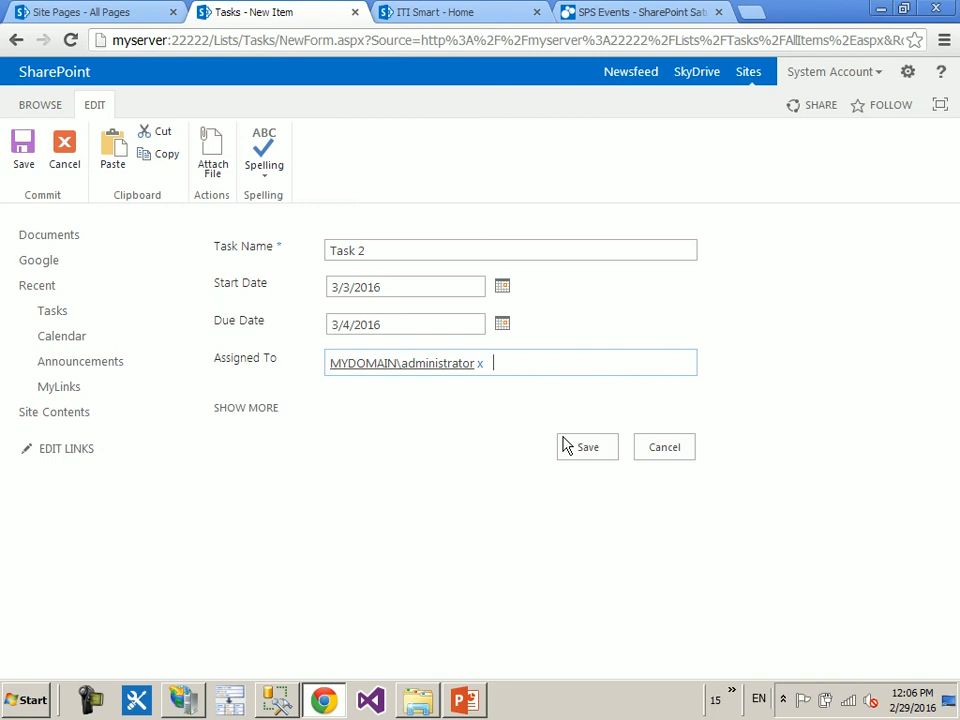 Site Pages - All Pages
Tasks - New Item
ITI Smart - Home
SPS Events - SharePoint Sat
myserver:22222/Lists/Tasks/NewForm.aspx?Source=http%3A%2F%2Fmyserver%3A22222%2FLists%2FTasks%2FAllItems%2Easpx&Ro
SharePoint
Newsfeed
SkyDrive
Sites
System Account
?
BROWSE
EDIT
SHARE
FOLLOW
Save
Cancel
Paste
Cut
Copy
Attach File
ABC
Spelling
Commit
Clipboard
Actions
Spelling
Documents
Google
Recent
Tasks
Calendar
Announcements
MyLinks
Site Contents
EDIT LINKS
Task Name *
Task 2
Start Date
3/3/2016
Due Date
3/4/2016
Assigned To
MYDOMAIN\administrator x
SHOW MORE
Save
Cancel
Start
15
EN
12:06 PM
2/29/2016